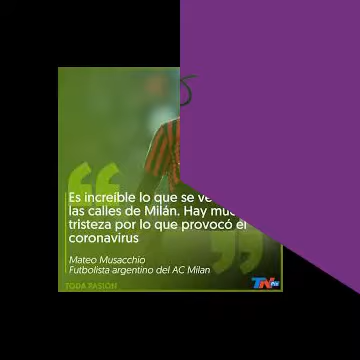 Es increíble lo que se ve
las calles de Milán. Hay
tristeza por lo que provocó el
coronavirus
Mateo Musacchio
Futbolista argentino del AC Milan
TODA PASIÓN
TN